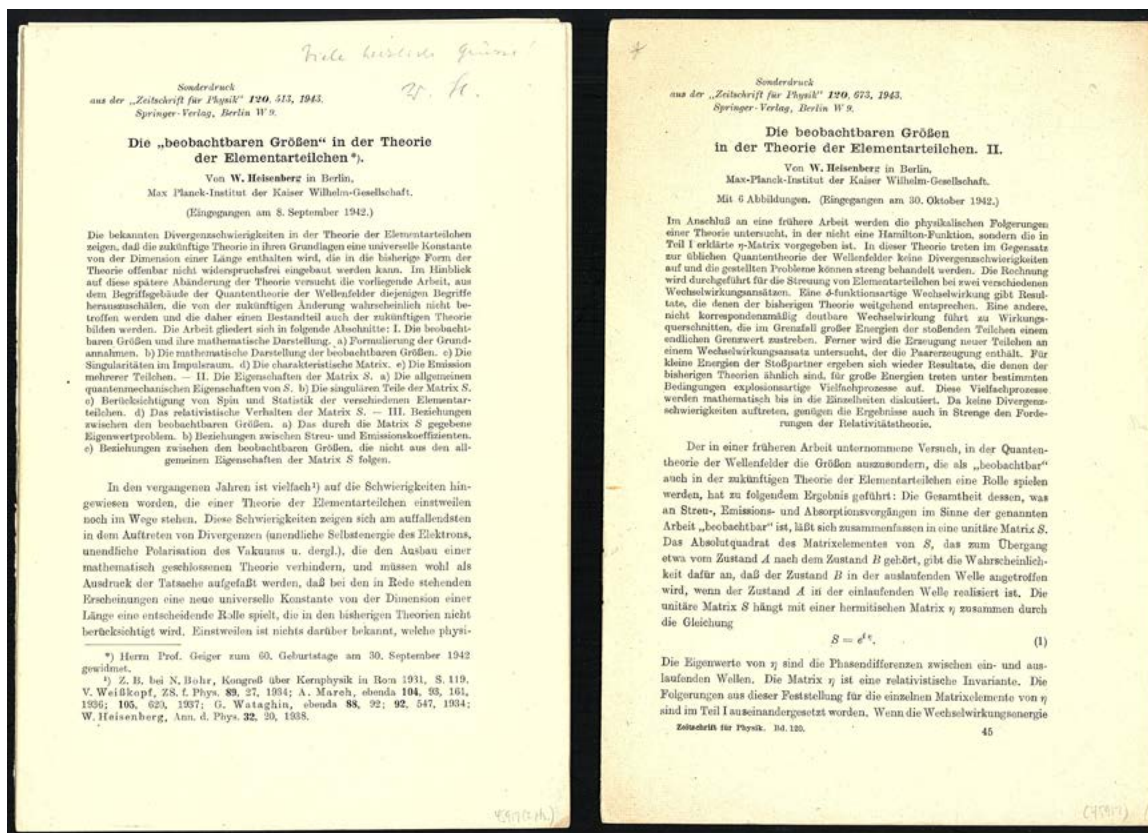 Viele herzliche Grüsse!
W. H.
Sonderdruck
aus der „Zeitschrift für Physik“ 120, 513, 1943.
Springer-Verlag, Berlin W 9.
Die „beobachtbaren Größen“ in der Theorie
der Elementarteilchen*).
Von W. Heisenberg in Berlin,
Max Planck-Institut der Kaiser Wilhelm-Gesellschaft.
(Eingegangen am 8. September 1942.)
Die bekannten Divergenzschwierigkeiten in der Theorie der Elementarteilchen
zeigen, daß die zukünftige Theorie in ihren Grundlagen eine universelle Konstante
von der Dimension einer Länge enthalten wird, die in die bisherige Form der
Theorie offenbar nicht widerspruchsfrei eingebaut werden kann. Im Hinblick
auf diese spätere Abänderung der Theorie versucht die vorliegende Arbeit, aus
dem Begriffsgebäude der Quantentheorie der Wellenfelder diejenigen Begriffe
herauszuschälen, die von der zukünftigen Änderung wahrscheinlich nicht be-
troffen werden und die daher einen Bestandteil auch der zukünftigen Theorie
bilden werden. Die Arbeit gliedert sich in folgende Abschnitte: I. Die beobacht-
baren Größen und ihre mathematische Darstellung. a) Formulierung der Grund-
annahmen. b) Die mathematische Darstellung der beobachtbaren Größen. c) Die
Singularitäten im Impulsraum. d) Die charakteristische Matrix. e) Die Emission
mehrerer Teilchen. — II. Die Eigenschaften der Matrix S. a) Die allgemeinen
quantenmechanischen Eigenschaften von S. b) Die singulären Teile der Matrix S.
c) Berücksichtigung von Spin und Statistik der verschiedenen Elementar-
teilchen. d) Das relativistische Verhalten der Matrix S. — III. Beziehungen
zwischen den beobachtbaren Größen. a) Das durch die Matrix S gegebene
Eigenwertproblem. b) Beziehungen zwischen Streu- und Emissionskoeffizienten.
c) Beziehungen zwischen den beobachtbaren Größen, die nicht aus den all-
gemeinen Eigenschaften der Matrix S folgen.
In den vergangenen Jahren ist vielfach¹) auf die Schwierigkeiten hin-
gewiesen worden, die einer Theorie der Elementarteilchen einstweilen
noch im Wege stehen. Diese Schwierigkeiten zeigen sich am auffallendsten
in dem Auftreten von Divergenzen (unendliche Selbstenergie des Elektrons,
unendliche Polarisation des Vakuums u. dergl.), die den Ausbau einer
mathematisch geschlossenen Theorie verhindern, und müssen wohl als
Ausdruck der Tatsache aufgefaßt werden, daß bei den in Rede stehenden
Erscheinungen eine neue universelle Konstante von der Dimension einer
Länge eine entscheidende Rolle spielt, die in den bisherigen Theorien nicht
berücksichtigt wird. Einstweilen ist nichts darüber bekannt, welche physi-
*) Herrn Prof. Geiger zum 60. Geburtstage am 30. September 1942
gewidmet.
¹) Z. B. bei N. Bohr, Kongreß über Kernphysik in Rom 1931, S. 119.
V. Weißkopf, ZS. f. Phys. 89, 27, 1934; A. March, ebenda 104, 93, 161,
1936; 105, 620, 1937; G. Wataghin, ebenda 88, 92; 92, 547, 1934;
W. Heisenberg, Ann. d. Phys. 32, 20, 1938.
Sonderdruck
aus der „Zeitschrift für Physik“ 120, 673, 1943.
Springer-Verlag, Berlin W 9.
Die beobachtbaren Größen
in der Theorie der Elementarteilchen. II.
Von W. Heisenberg in Berlin,
Max-Planck-Institut der Kaiser Wilhelm-Gesellschaft.
Mit 6 Abbildungen. (Eingegangen am 30. Oktober 1942.)
Im Anschluß an eine frühere Arbeit werden die physikalischen Folgerungen
einer Theorie untersucht, in der nicht eine Hamilton-Funktion, sondern die in
Teil I erklärte η-Matrix vorgegeben ist. In dieser Theorie treten im Gegensatz
zur üblichen Quantentheorie der Wellenfelder keine Divergenzschwierigkeiten
auf und die gestellten Probleme können streng behandelt werden. Die Rechnung
wird durchgeführt für die Streuung von Elementarteilchen bei zwei verschiedenen
Wechselwirkungsansätzen. Eine δ-funktionsartige Wechselwirkung gibt Resul-
tate, die denen der bisherigen Theorie weitgehend entsprechen. Eine andere,
nicht korrespondenzmäßig deutbare Wechselwirkung führt zu Wirkungs-
querschnitten, die im Grenafall großer Energien der stoßenden Teilchen einem
endlichen Grenzwert zustreben. Ferner wird die Erzeugung neuer Teilchen an
einem Wechselwirkungsansatz untersucht, der die Paarerzeugung enthält. Für
kleine Energien der Stoßpartner ergeben sich wieder Resultate, die denen der
bisherigen Theorien ähnlich sind, für große Energien treten unter bestimmten
Bedingungen explosionsartige Vielfachprozesse auf. Diese Vielfachprozesse
werden mathematisch bis in die Einzelheiten diskutiert. Da keine Divergenz-
schwierigkeiten auftreten, genügen die Ergebnisse auch in Strenge den Forde-
rungen der Relativitätstheorie.
Der in einer früheren Arbeit unternommene Versuch, in der Quanten-
theorie der Wellenfelder die Größen auszusondern, die als „beobachtbar“
auch in der zukünftigen Theorie der Elementarteilchen eine Rolle spielen
werden, hat zu folgendem Ergebnis geführt: Die Gesamtheit dessen, was
an Streu-, Emissions- und Absorptionsvorgängen im Sinne der genannten
Arbeit „beobachtbar“ ist, läßt sich zusammenfassen in eine unitäre Matrix S.
Das Absolutquadrat des Matrixelementes von S, das zum Übergang
etwa vom Zustand A nach dem Zustand B gehört, gibt die Wahrscheinlich-
keit dafür an, daß der Zustand B in der auslaufenden Welle angetroffen
wird, wenn der Zustand A in der einlaufenden Welle realisiert ist. Die
unitäre Matrix S hängt mit einer hermitischen Matrix η zusammen durch
die Gleichung
S = e^{iη}. (1)
Die Eigenwerte von η sind die Phasendifferenzen zwischen ein- und aus-
laufenden Wellen. Die Matrix η ist eine relativistische Invariante. Die
Folgerungen aus dieser Feststellung für die einzelnen Matrixelemente von η
sind im Teil I auseinandergesetzt worden. Wenn die Wechselwirkungsenergie
Zeitschrift für Physik. Bd. 120. 45